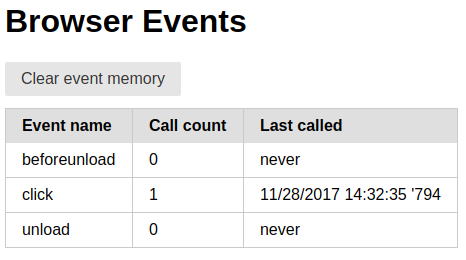 Browser Events
Clear event memory
Event name Call count Last called
beforeunload 0 never
click 1 11/28/2017 14:32:35 '794
unload 0 never